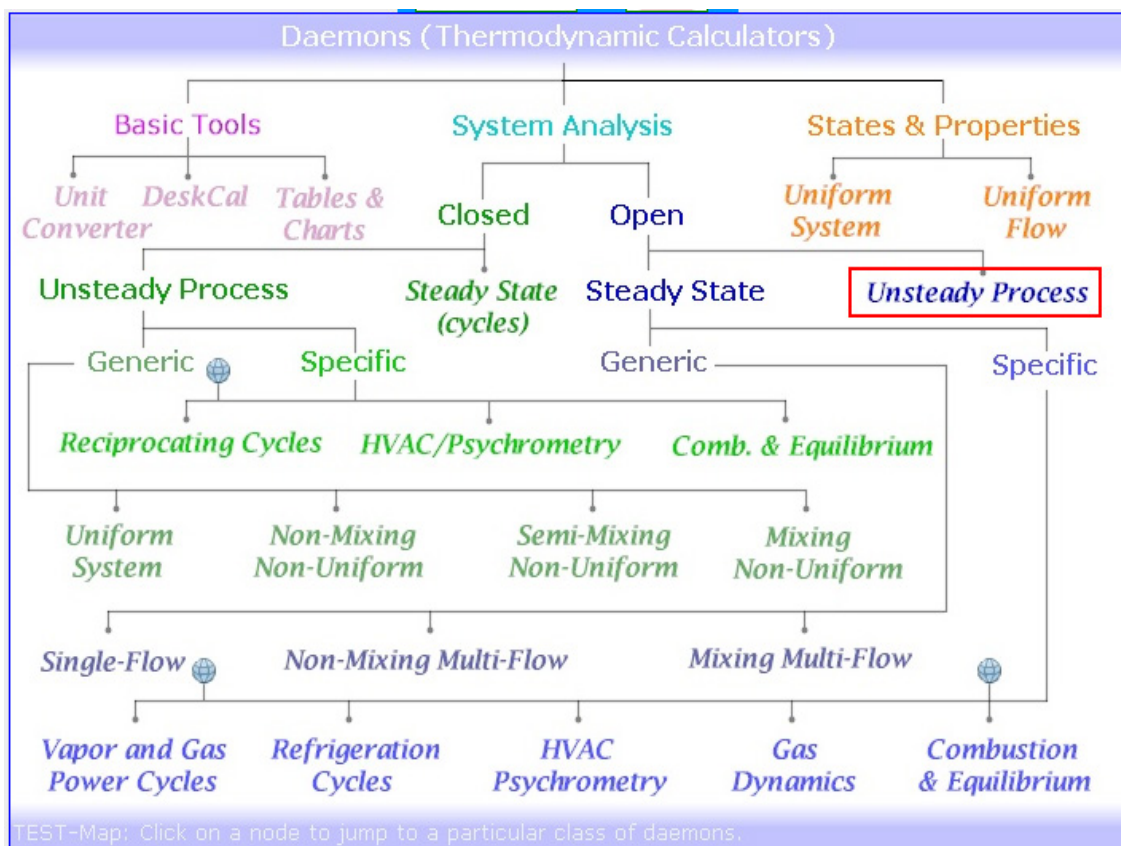 Daemons (Thermodynamic Calculators)
Basic Tools
System Analysis
States & Properties
Unit
Converter
DeskCal
Tables &
Charts
Closed
Open
Uniform
System
Uniform
Flow
Unsteady Process
Steady State
(cycles)
Steady State
Unsteady Process
Generic
Specific
Generic
Specific
Reciprocating Cycles
HVAC/Psychrometry
Comb. & Equilibrium
Uniform
System
Non-Mixing
Non-Uniform
Semi-Mixing
Non-Uniform
Mixing
Non-Uniform
Single-Flow
Non-Mixing Multi-Flow
Mixing Multi-Flow
Vapor and Gas
Power Cycles
Refrigeration
Cycles
HVAC
Psychrometry
Gas
Dynamics
Combustion
& Equilibrium
TEST-Map: Click on a node to jump to a particular class of daemons.